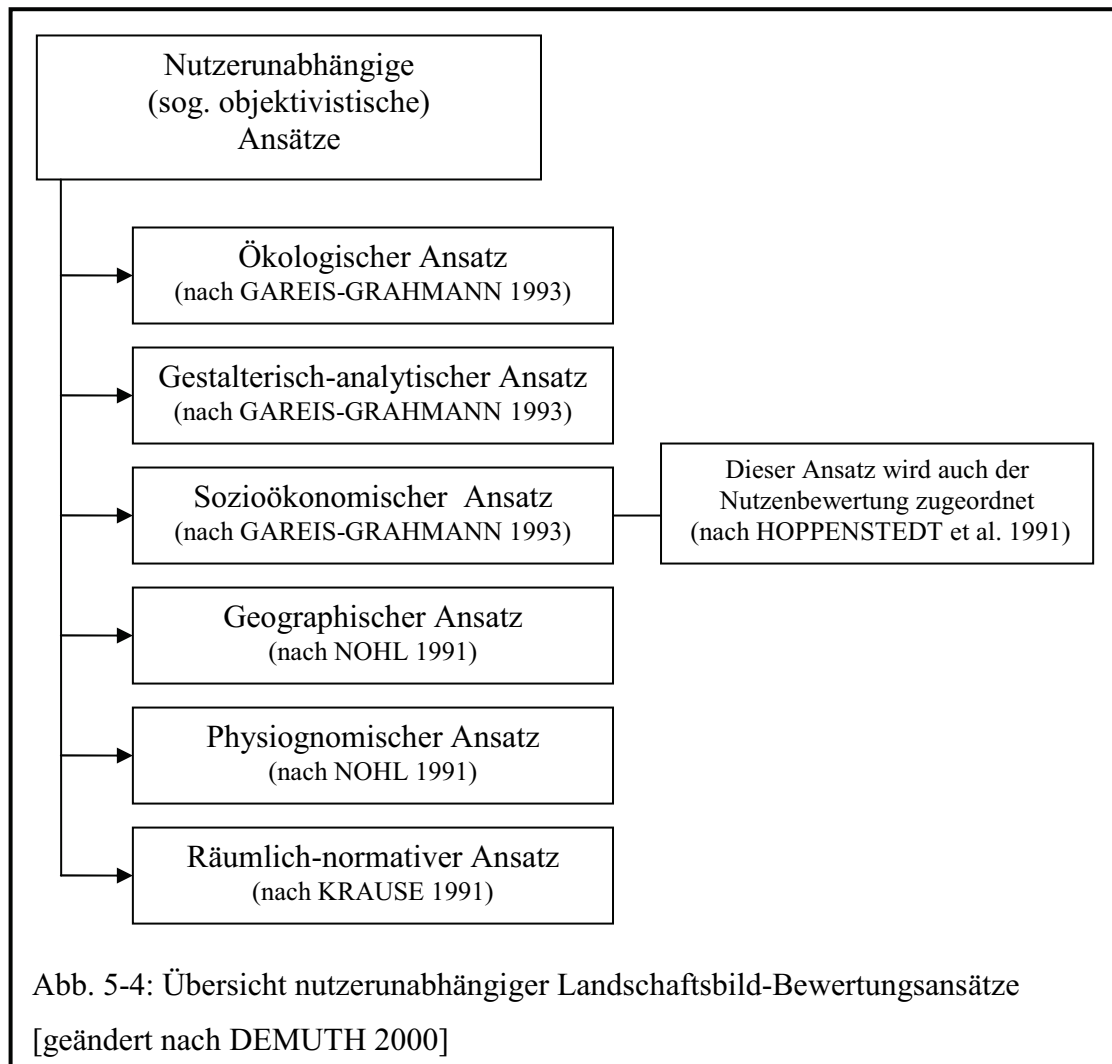 Nutzerunabhängige
(sog. objektivistische)
Ansätze
Ökologischer Ansatz
(nach GAREIS-GRAHMANN 1993)
Gestalterisch-analytischer Ansatz
(nach GAREIS-GRAHMANN 1993)
Sozioökonomischer Ansatz
(nach GAREIS-GRAHMANN 1993)
Dieser Ansatz wird auch der
Nutzenbewertung zugeordnet
(nach HOPPENSTEDT et al. 1991)
Geographischer Ansatz
(nach NOHL 1991)
Physiognomischer Ansatz
(nach NOHL 1991)
Räumlich-normativer Ansatz
(nach KRAUSE 1991)
Abb. 5-4: Übersicht nutzerunabhängiger Landschaftsbild-Bewertungsansätze
[geändert nach DEMUTH 2000]